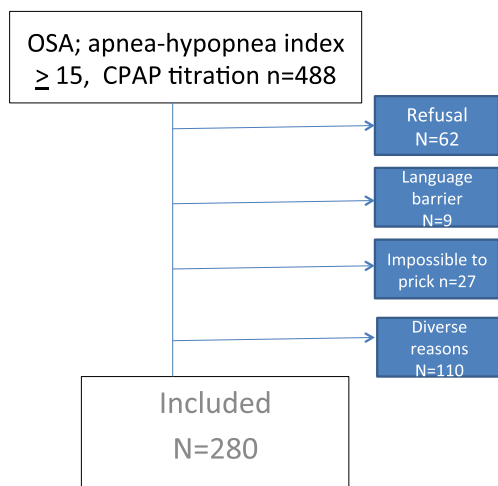 OSA; apnea-hypopnea index
≥ 15, CPAP titration n=488
Refusal
N=62
Language
barrier
N=9
Impossible to
prick n=27
Diverse
reasons
N=110
Included
N=280